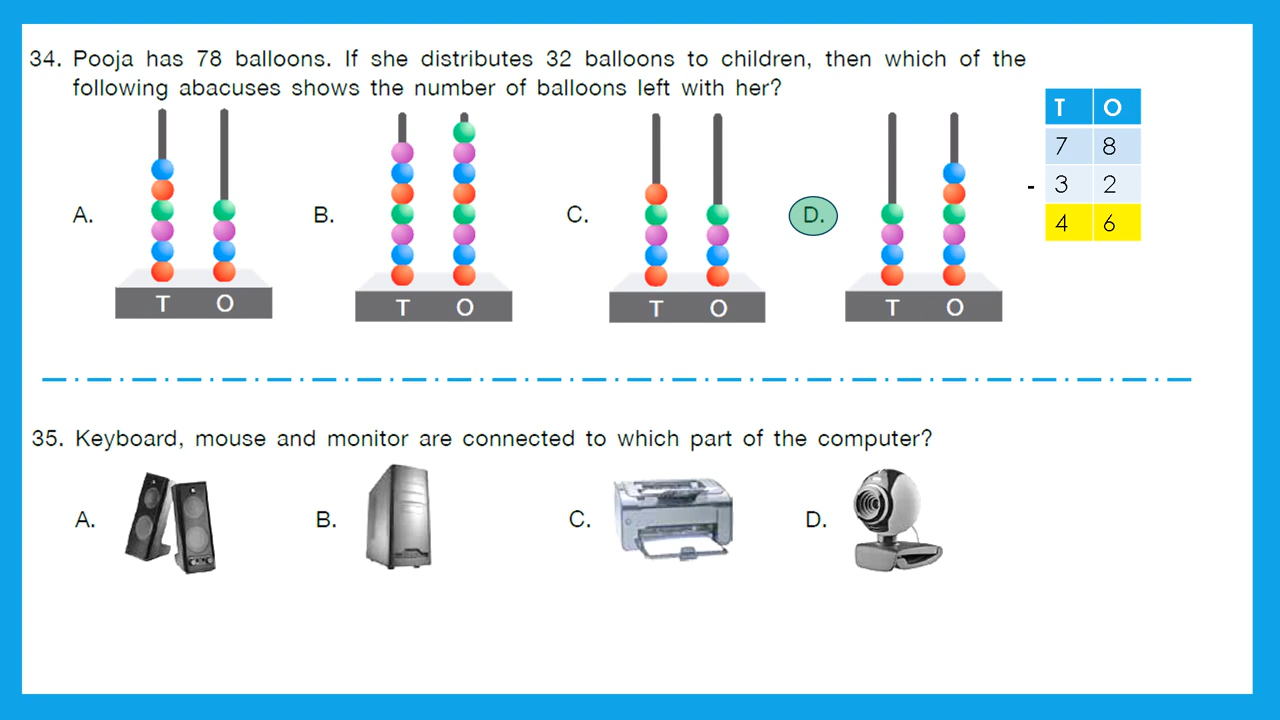 34. Pooja has 78 balloons. If she distributes 32 balloons to children, then which of the
following abacuses shows the number of balloons left with her?
T O
7 8
- 3 2
4 6
A. B. C. D.
T O T O T O T O
35. Keyboard, mouse and monitor are connected to which part of the computer?
A. B. C. D.